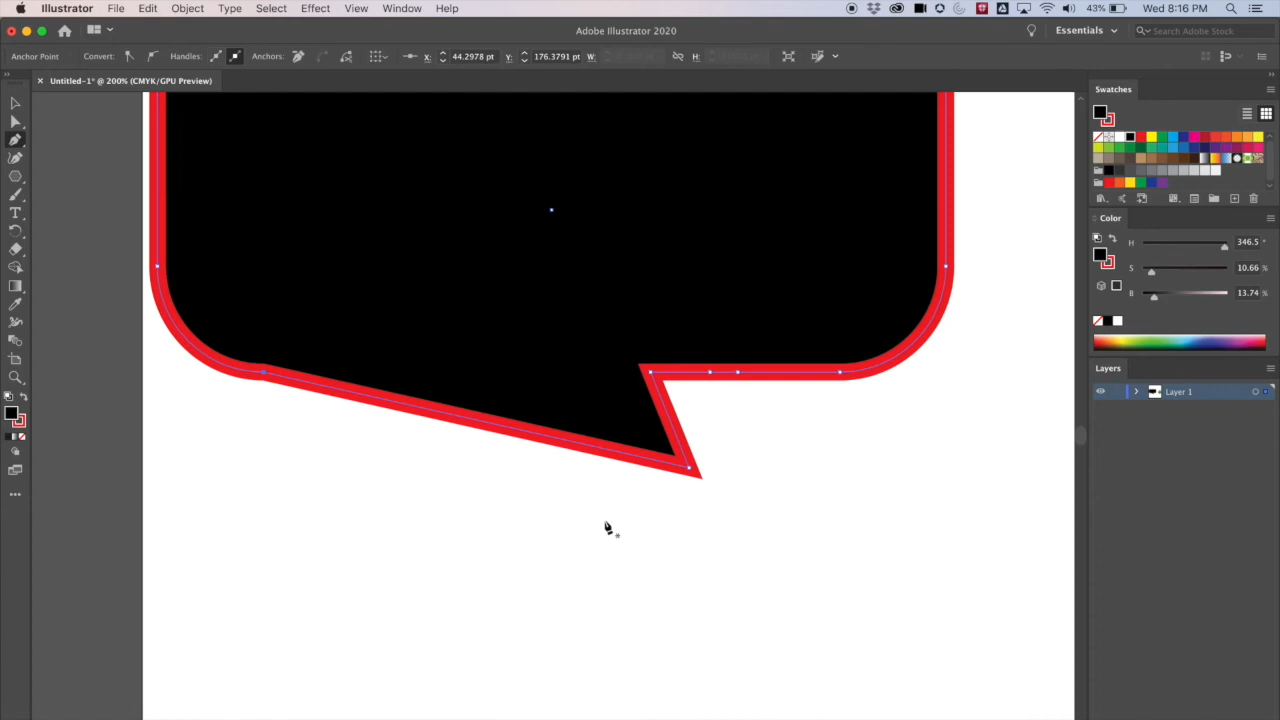 Illustrator File Edit Object Type Select Effect View Window Help 43% Wed 8:16 PM
Adobe Illustrator 2020 Essentials Search Adobe Stock
Anchor Point Convert: Handles: Anchors: X: 44.2978 pt Y: 176.3791 pt W: H:
× Untitled-1* @ 200% (CMYK/GPU Preview)
Swatches
Color
H 346.5 °
S 10.66 %
B 13.74 %
Layers
Layer 1